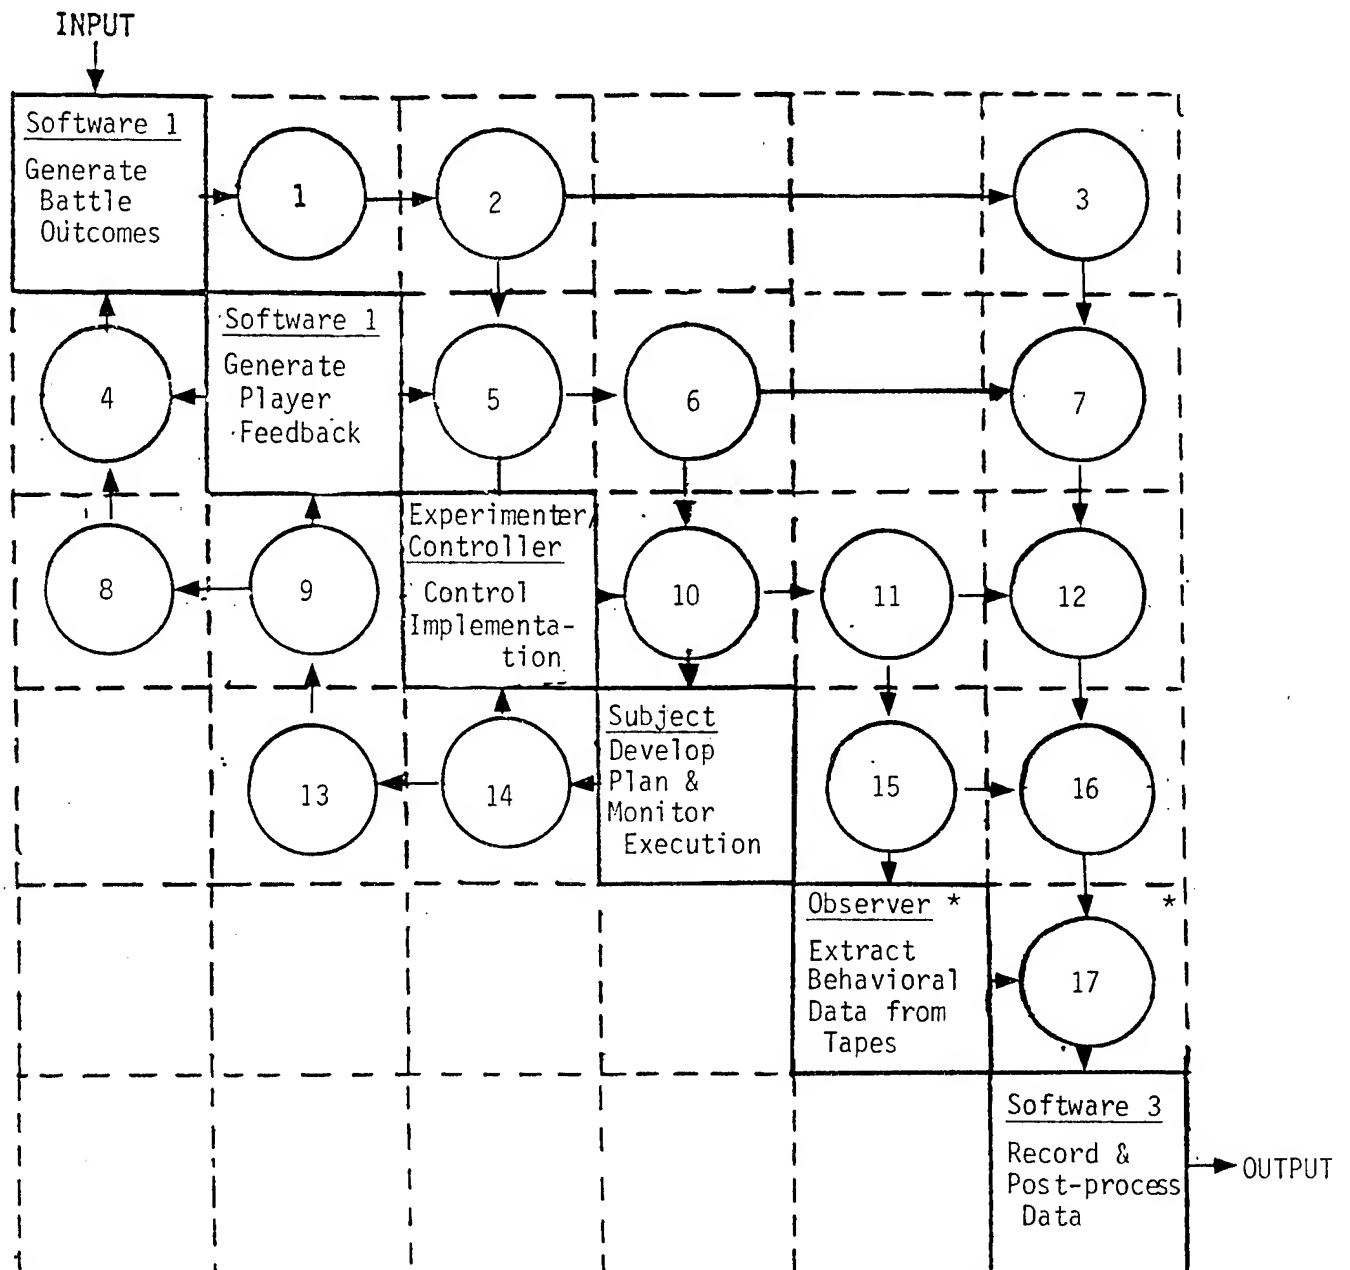 INPUT
Software 1
Generate
Battle
Outcomes
1
2
3
4
Software 1
Generate
Player
Feedback
5
6
7
8
9
Experimenter/
Controller
Control
Implementa-
tion
10
11
12
13
14
Subject
Develop
Plan &
Monitor
Execution
15
16
Observer *
Extract
Behavioral
Data from
Tapes
*
17
Software 3
Record &
Post-process
Data
OUTPUT